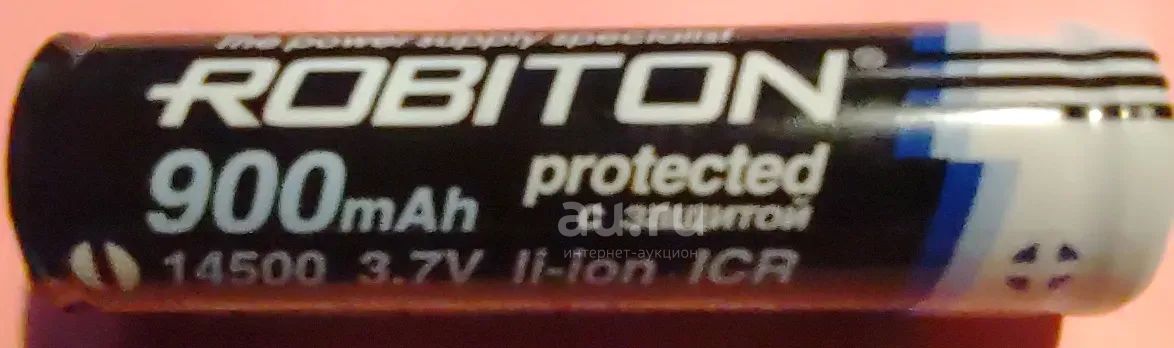 The power supply specialist
ROBITON®
900mAh protected
с защитой
au.ru
интернет-аукцион
14500 3.7V li-ion ICR